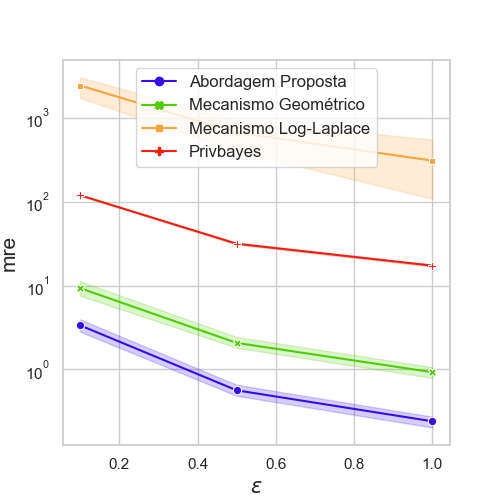 Abordagem Proposta
Mecanismo Geométrico
Mecanismo Log-Laplace
Privbayes
mre
10³
10²
10¹
10⁰
0.2 0.4 0.6 0.8 1.0
ε